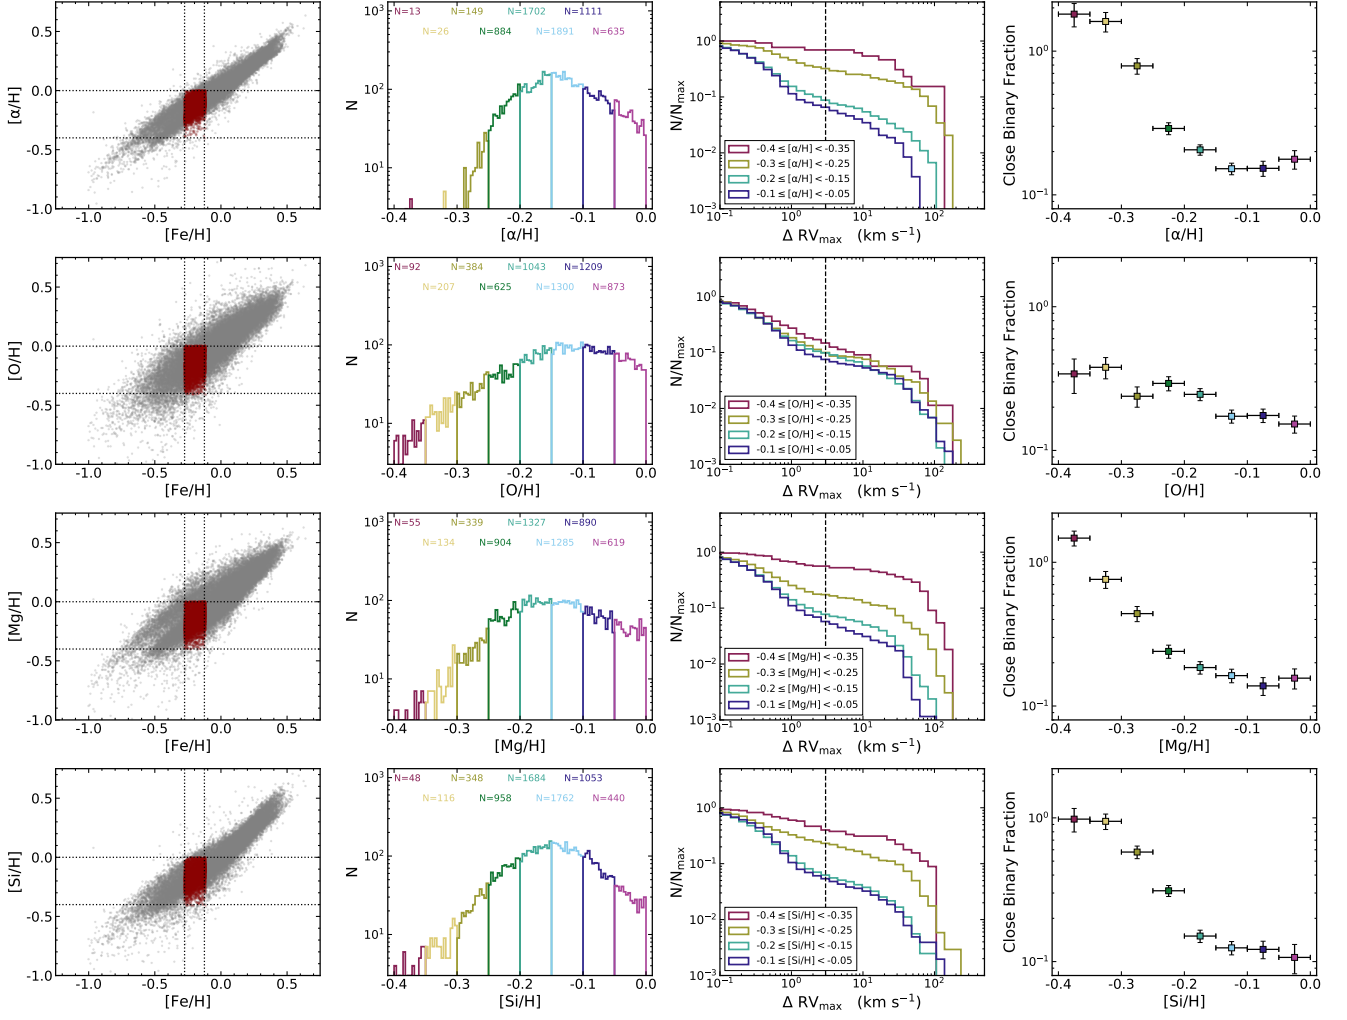 N=13 N=149 N=1702 N=1111
N=26 N=884 N=1891 N=635
0.5
0.0
-0.5
-1.0
[α/H]
-1.0 -0.5 0.0 0.5
[Fe/H]
10³
10²
10¹
N
-0.4 -0.3 -0.2 -0.1 0.0
[α/H]
10⁰
10⁻¹
10⁻²
10⁻³
N/Nmax
-0.4 ≤ [α/H] < -0.35
-0.3 ≤ [α/H] < -0.25
-0.2 ≤ [α/H] < -0.15
-0.1 ≤ [α/H] < -0.05
10⁻¹ 10⁰ 10¹ 10²
Δ RVmax (km s⁻¹)
10⁰
10⁻¹
Close Binary Fraction
-0.4 -0.3 -0.2 -0.1 0.0
[α/H]
N=92 N=384 N=1043 N=1209
N=207 N=625 N=1300 N=873
0.5
0.0
-0.5
-1.0
[O/H]
-1.0 -0.5 0.0 0.5
[Fe/H]
10³
10²
10¹
N
-0.4 -0.3 -0.2 -0.1 0.0
[O/H]
10⁰
10⁻¹
10⁻²
10⁻³
N/Nmax
-0.4 ≤ [O/H] < -0.35
-0.3 ≤ [O/H] < -0.25
-0.2 ≤ [O/H] < -0.15
-0.1 ≤ [O/H] < -0.05
10⁻¹ 10⁰ 10¹ 10²
Δ RVmax (km s⁻¹)
10⁰
10⁻¹
Close Binary Fraction
-0.4 -0.3 -0.2 -0.1 0.0
[O/H]
N=55 N=339 N=1327 N=890
N=134 N=904 N=1285 N=619
0.5
0.0
-0.5
-1.0
[Mg/H]
-1.0 -0.5 0.0 0.5
[Fe/H]
10³
10²
10¹
N
-0.4 -0.3 -0.2 -0.1 0.0
[Mg/H]
10⁰
10⁻¹
10⁻²
10⁻³
N/Nmax
-0.4 ≤ [Mg/H] < -0.35
-0.3 ≤ [Mg/H] < -0.25
-0.2 ≤ [Mg/H] < -0.15
-0.1 ≤ [Mg/H] < -0.05
10⁻¹ 10⁰ 10¹ 10²
Δ RVmax (km s⁻¹)
10⁰
10⁻¹
Close Binary Fraction
-0.4 -0.3 -0.2 -0.1 0.0
[Mg/H]
N=48 N=348 N=1684 N=1053
N=116 N=958 N=1762 N=440
0.5
0.0
-0.5
-1.0
[Si/H]
-1.0 -0.5 0.0 0.5
[Fe/H]
10³
10²
10¹
N
-0.4 -0.3 -0.2 -0.1 0.0
[Si/H]
10⁰
10⁻¹
10⁻²
10⁻³
N/Nmax
-0.4 ≤ [Si/H] < -0.35
-0.3 ≤ [Si/H] < -0.25
-0.2 ≤ [Si/H] < -0.15
-0.1 ≤ [Si/H] < -0.05
10⁻¹ 10⁰ 10¹ 10²
Δ RVmax (km s⁻¹)
10⁰
10⁻¹
Close Binary Fraction
-0.4 -0.3 -0.2 -0.1 0.0
[Si/H]